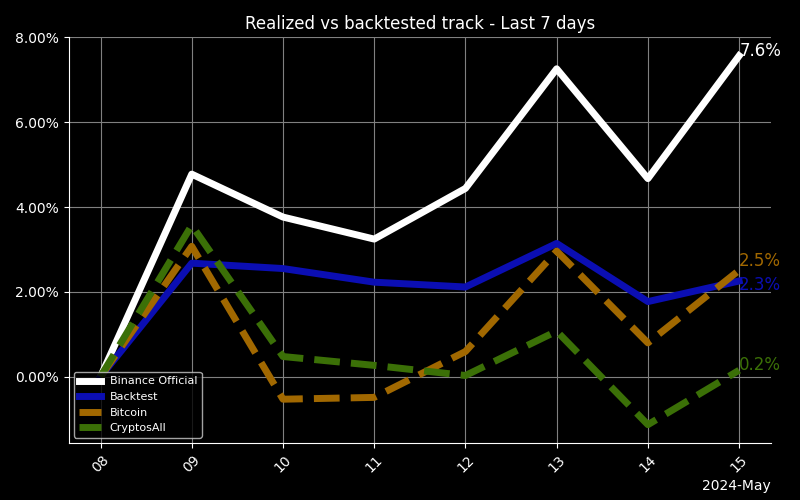 Realized vs backtested track - Last 7 days
8.00%
6.00%
4.00%
2.00%
0.00%
7.6%
2.5%
2.3%
0.2%
Binance Official
Backtest
Bitcoin
CryptosAll
08
09
10
11
12
13
14
15
2024-May